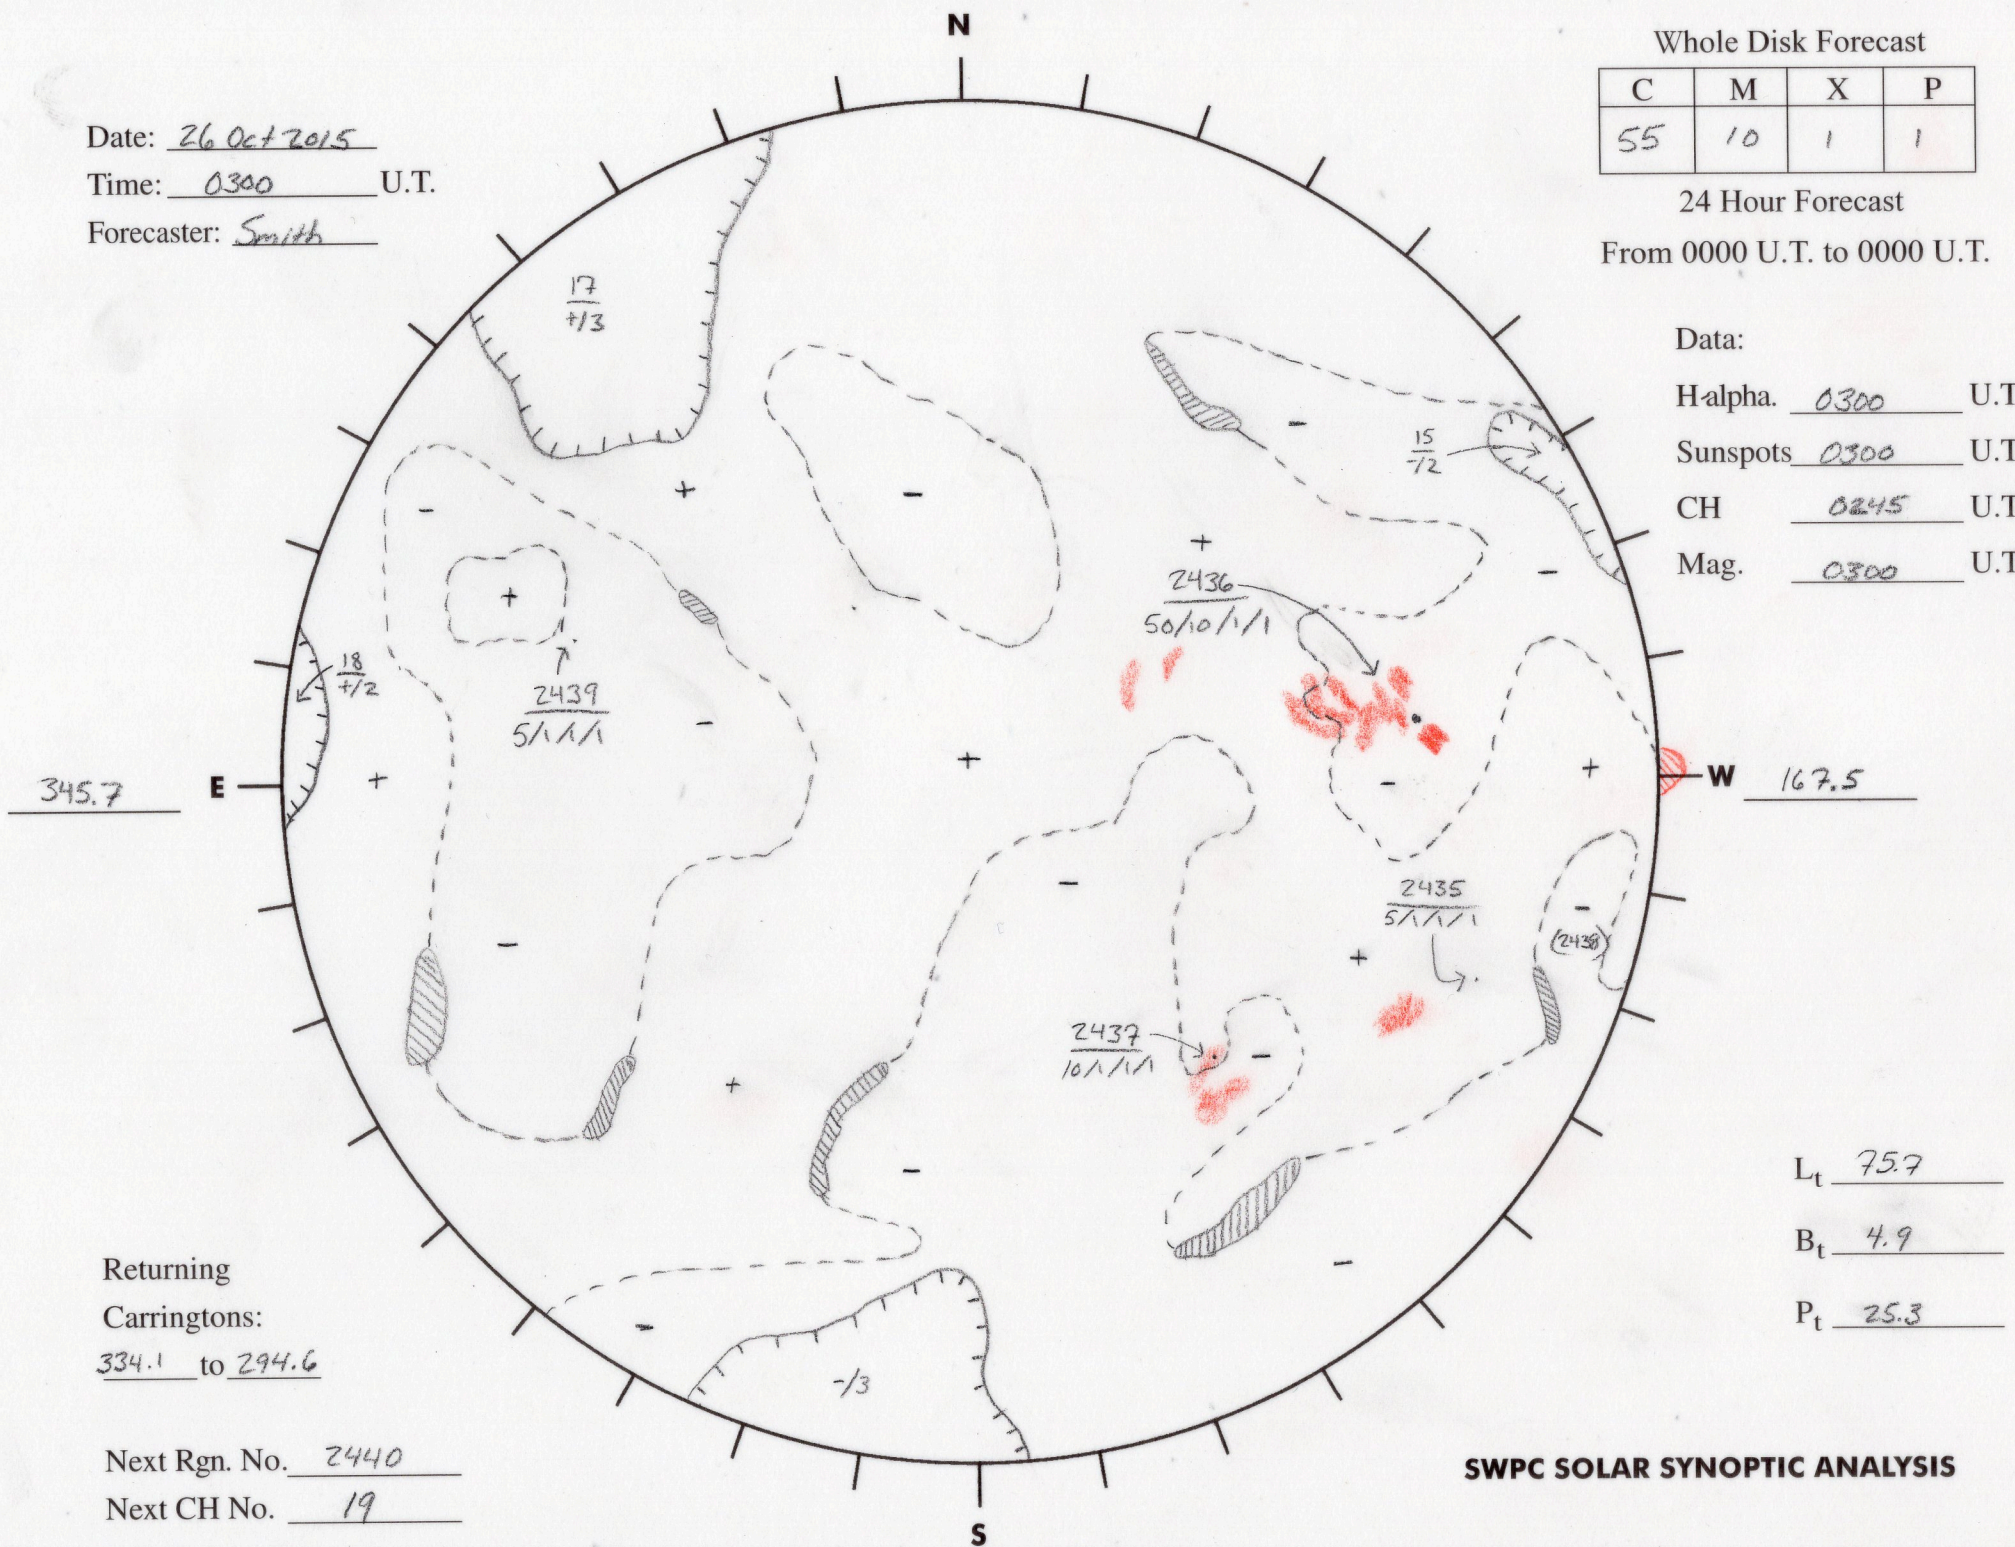 N
Whole Disk Forecast
C M X P
55 10 1 1
24 Hour Forecast
From 0000 U.T. to 0000 U.T.
Date: 26 Oct 2015
Time: 0300 U.T.
Forecaster: Smith
Data:
H-alpha. 0300 U.T
Sunspots 0300 U.T
CH 0245 U.T
Mag. 0300 U.T
17
+/3
15
-/2
-
-
+
-
+
-
+
2436
50/10/1/1
18
+/2
2439
5/1/1/1
-
+
+
-
+
345.7 E
W 167.5
-
2435
5/1/1/1
-
(2438)
-
+
2437
10/1/1/1
-
+
-
-
-
-/3
Lt 75.7
Bt 4.9
Pt 25.3
Returning
Carringtons:
334.1 to 294.6
Next Rgn. No. 2440
Next CH No. 19
SWPC SOLAR SYNOPTIC ANALYSIS
S